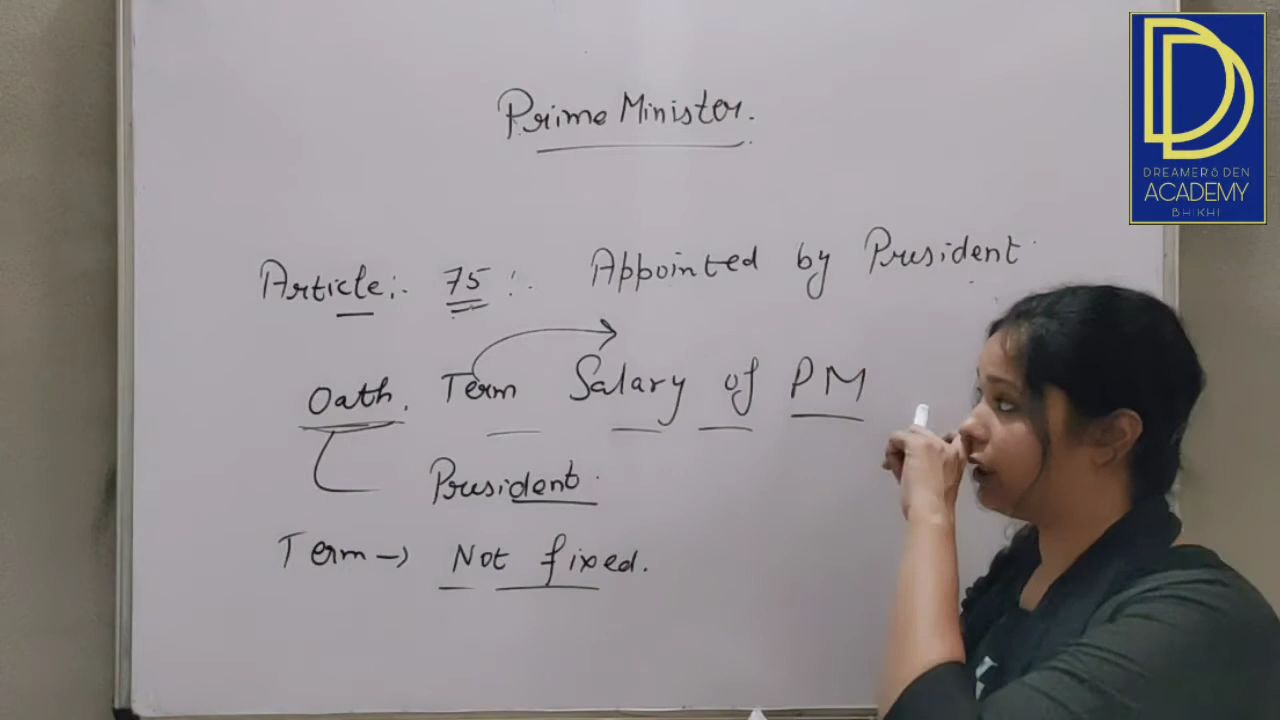 Prime Minister.
Article:- 75 :- Appointed by President
Oath. Term Salary of PM
President.
Term → Not fixed.
DD
DREAMERS DEN
ACADEMY
BHIKHI